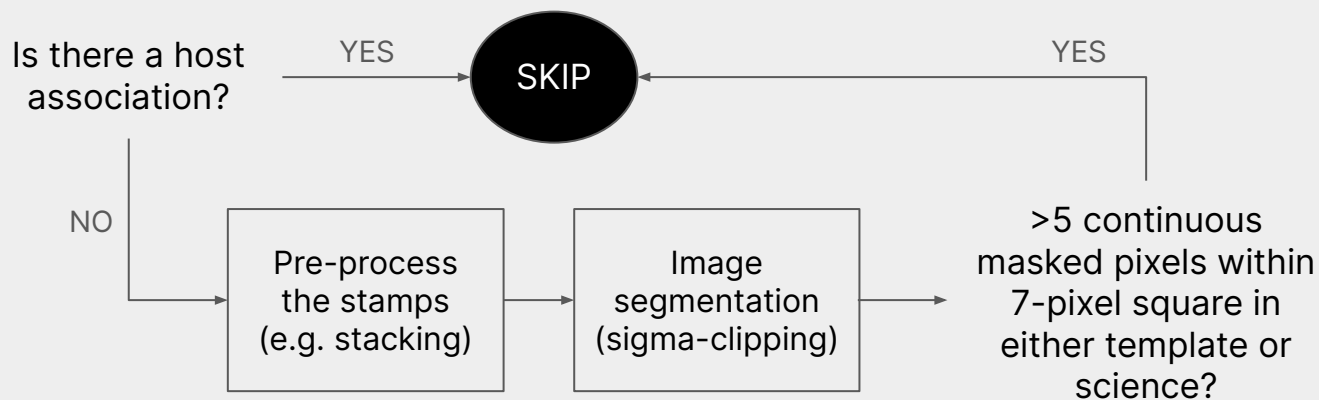 Is there a host
association?
YES
SKIP
YES
NO
Pre-process
the stamps
(e.g. stacking)
Image
segmentation
(sigma-clipping)
>5 continuous
masked pixels within
7-pixel square in
either template or
science?